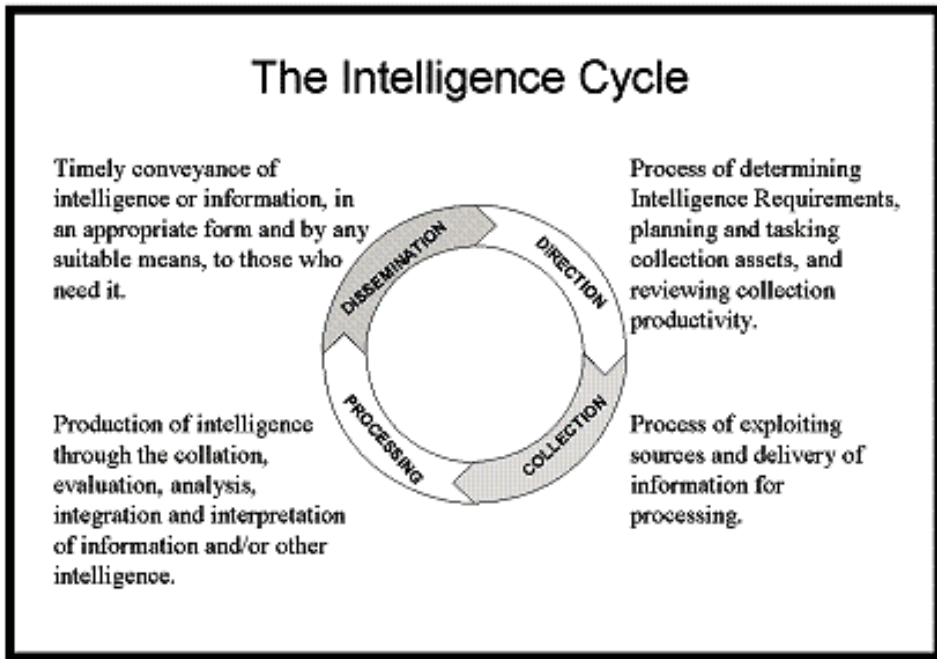 The Intelligence Cycle
Timely conveyance of
intelligence or information, in
an appropriate form and by any
suitable means, to those who
need it.
Process of determining
Intelligence Requirements,
planning and tasking
collection assets, and
reviewing collection
productivity.
DISSEMINATION
DIRECTION
PROCESSING
COLLECTION
Production of intelligence
through the collation,
evaluation, analysis,
integration and interpretation
of information and/or other
intelligence.
Process of exploiting
sources and delivery of
information for
processing.